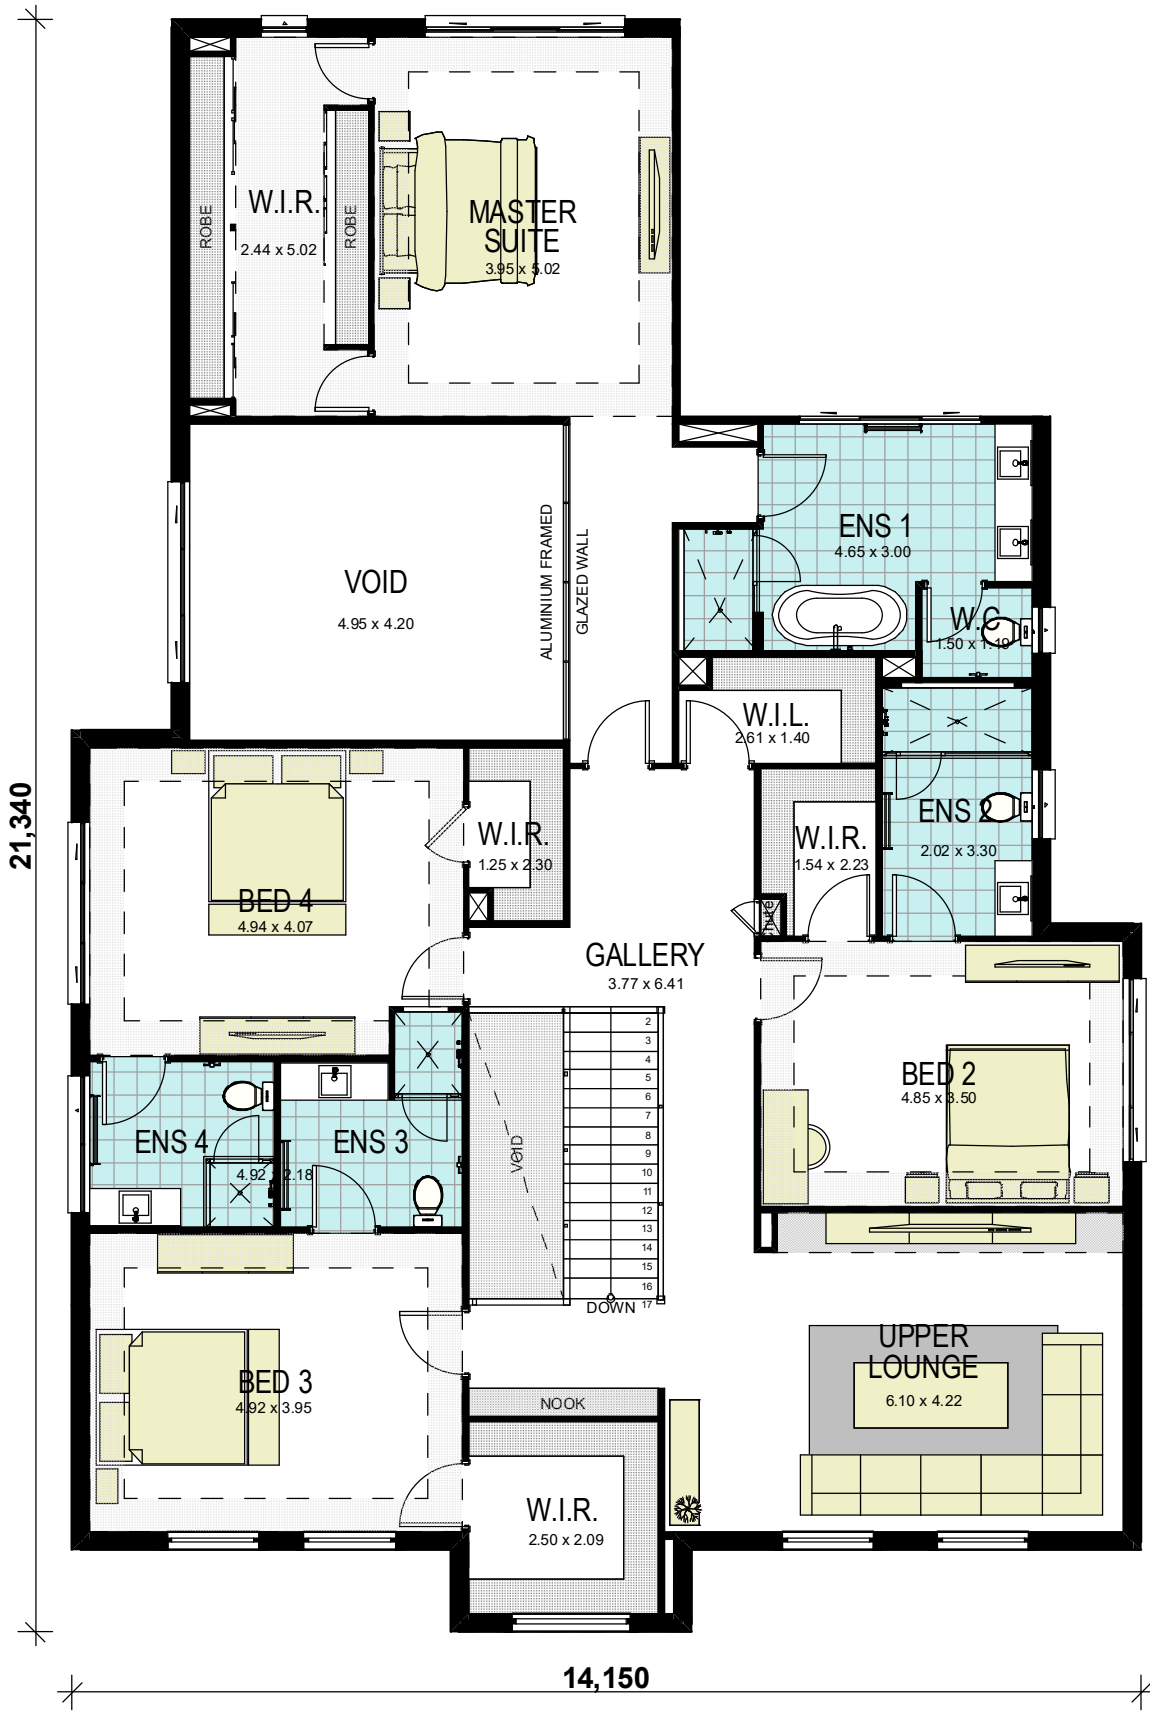 W.I.R.
2.44 x 5.02
ROBE
ROBE
MASTER
SUITE
3.95 x 5.02
VOID
4.95 x 4.20
ALUMINIUM FRAMED
GLAZED WALL
ENS 1
4.65 x 3.00
W.C
1.50 x 1.19
W.I.L.
2.61 x 1.40
21,340
W.I.R.
1.25 x 2.30
W.I.R.
1.54 x 2.23
ENS 2
2.02 x 3.30
BED 4
4.94 x 4.07
chute
GALLERY
3.77 x 6.41
2
3
4
5
6
7
8
9
10
11
12
13
14
15
16
17
DOWN
VOID
BED 2
4.85 x 3.50
ENS 4
ENS 3
4.92 x 2.18
BED 3
4.92 x 3.95
NOOK
UPPER
LOUNGE
6.10 x 4.22
W.I.R.
2.50 x 2.09
14,150